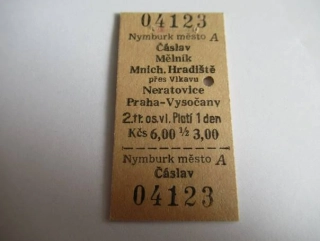 04123
Nymburk město A
Čáslav
Mělník
Mnich. Hradiště
přes Vlkavu
Neratovice
Praha-Vysočany
2.tř. os. vl. Platí 1 den
Kčs 6,00 ½ 3,00
Nymburk město A
Čáslav
04123